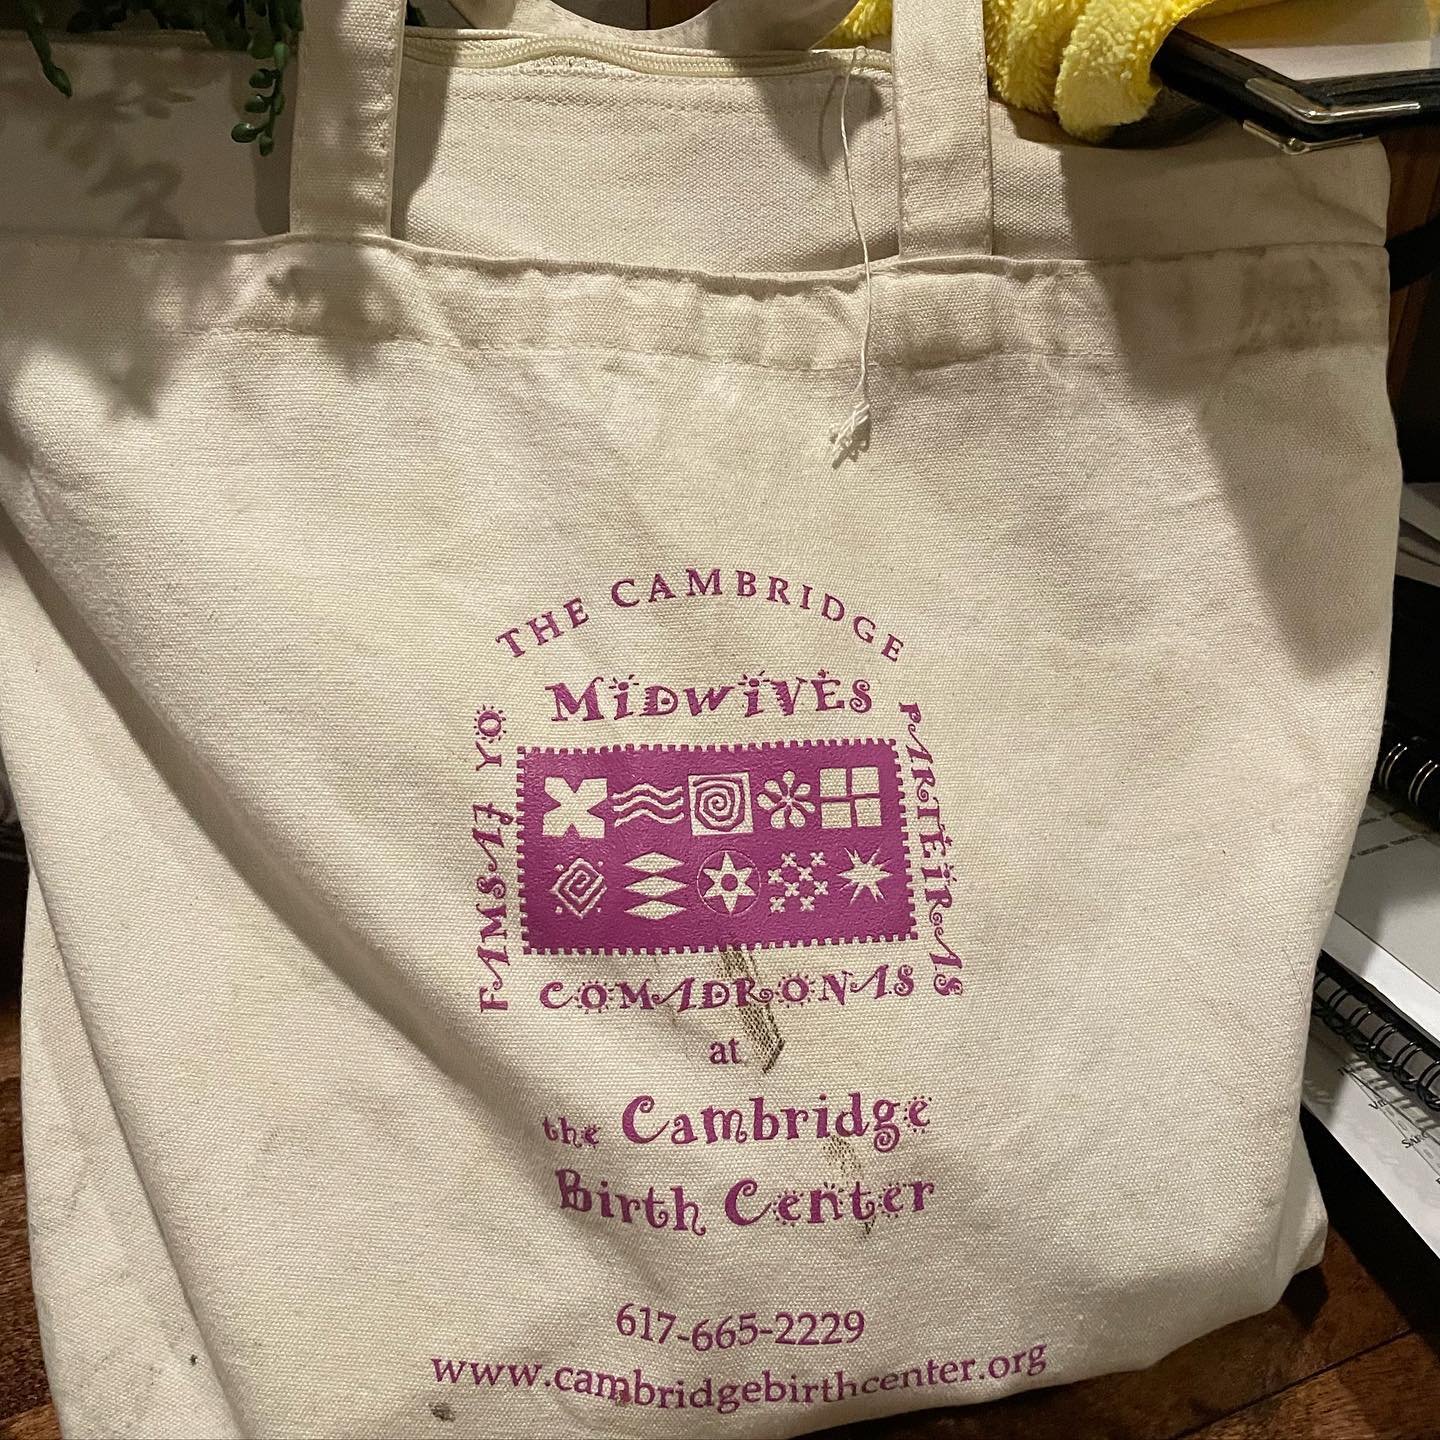 THE CAMBRIDGE
MIDWIVES
FAMSAJ YO
PARTEIRAS
COMADRONAS
at
the Cambridge
Birth Center
617-665-2229
www.cambridgebirthcenter.org